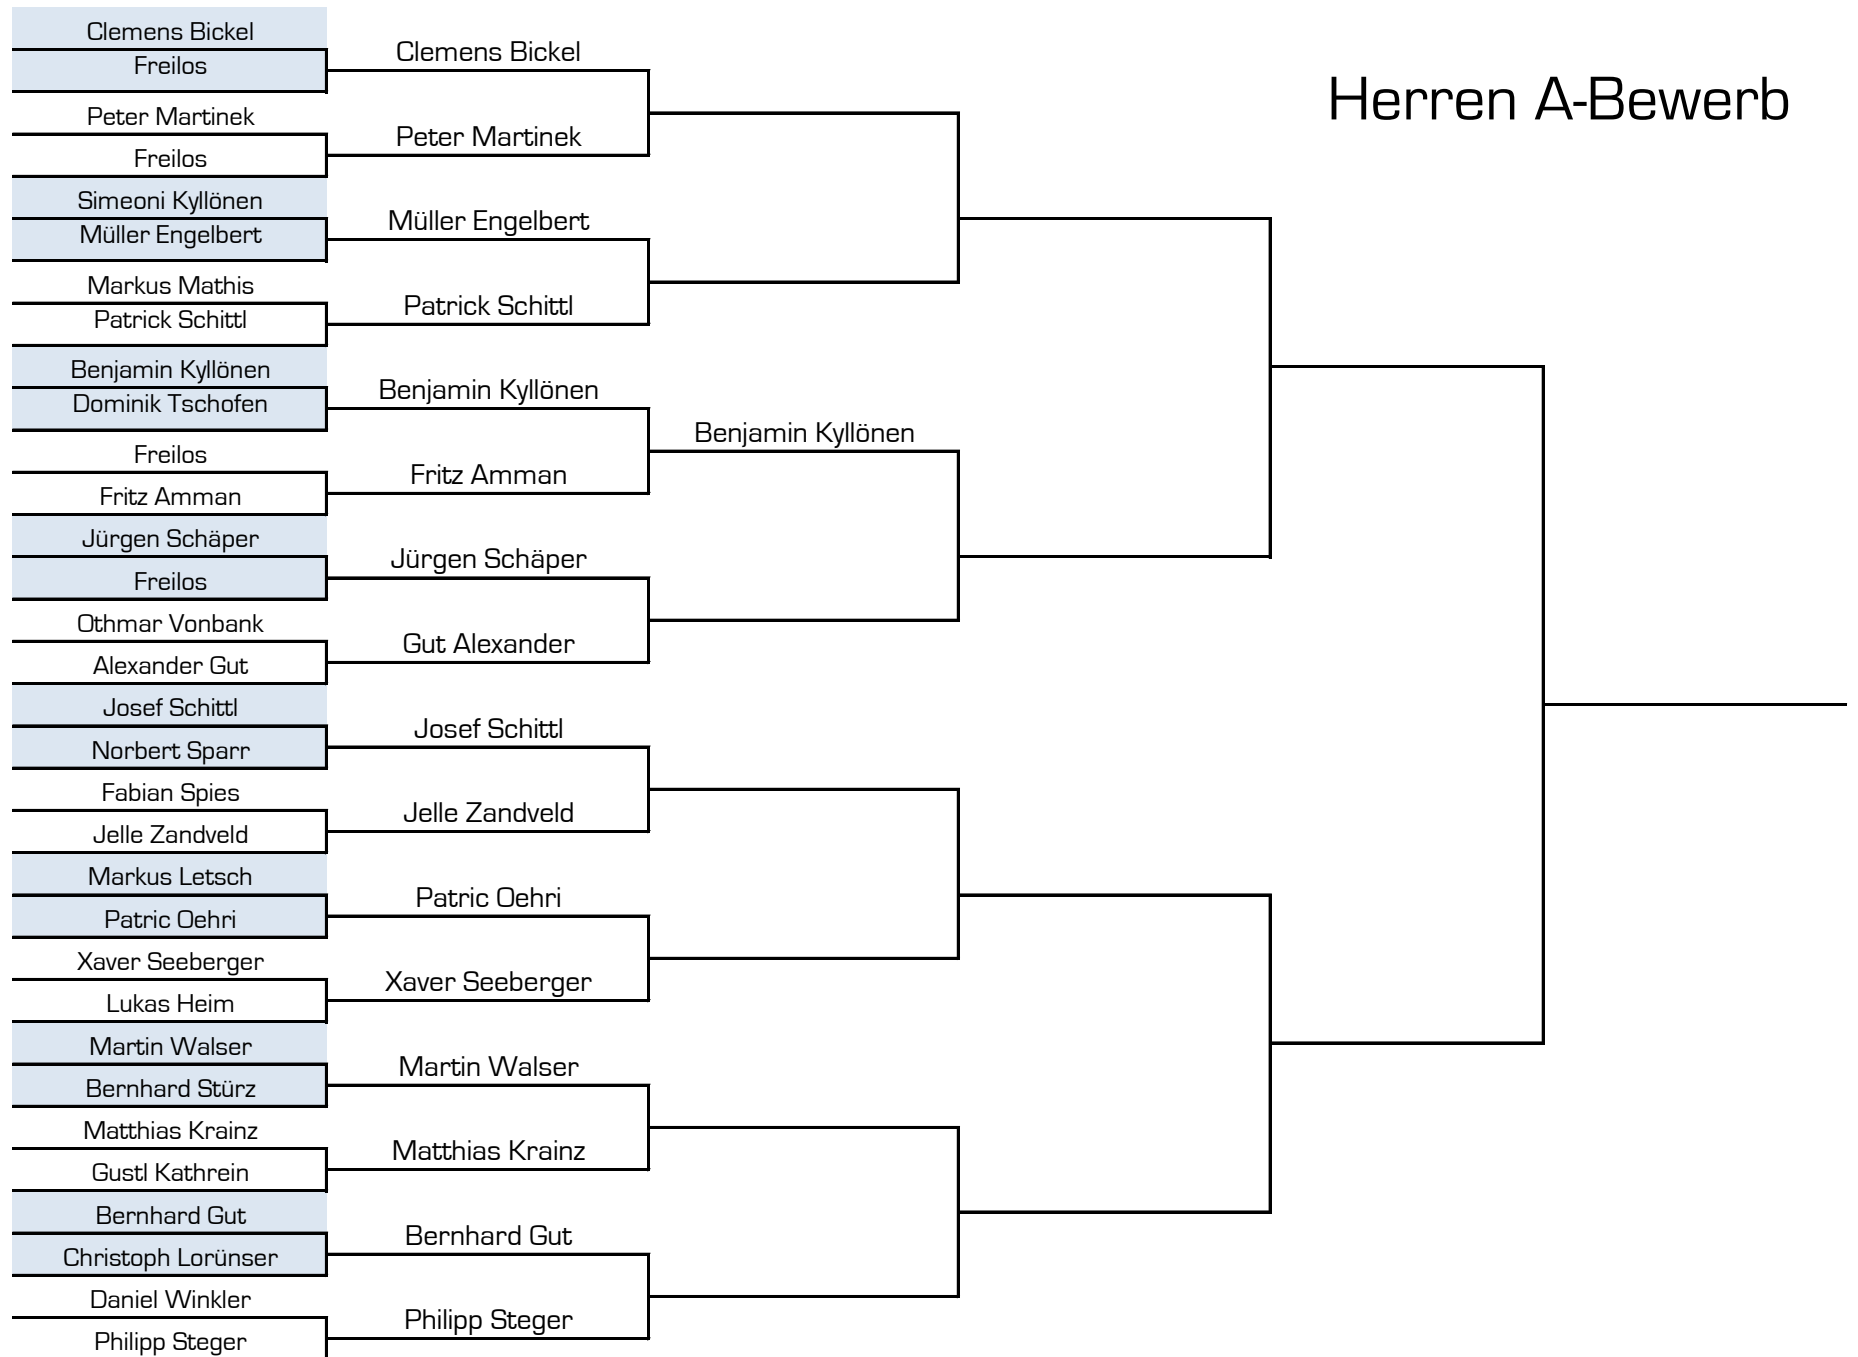 Herren A-Bewerb
Clemens Bickel
Freilos
Peter Martinek
Freilos
Simeoni Kyllönen
Müller Engelbert
Markus Mathis
Patrick Schittl
Benjamin Kyllönen
Dominik Tschofen
Freilos
Fritz Amman
Jürgen Schäper
Freilos
Othmar Vonbank
Alexander Gut
Josef Schittl
Norbert Sparr
Fabian Spies
Jelle Zandveld
Markus Letsch
Patric Oehri
Xaver Seeberger
Lukas Heim
Martin Walser
Bernhard Stürz
Matthias Krainz
Gustl Kathrein
Bernhard Gut
Christoph Lorünser
Daniel Winkler
Philipp Steger
Clemens Bickel
Peter Martinek
Müller Engelbert
Patrick Schittl
Benjamin Kyllönen
Fritz Amman
Jürgen Schäper
Gut Alexander
Josef Schittl
Jelle Zandveld
Patric Oehri
Xaver Seeberger
Martin Walser
Matthias Krainz
Bernhard Gut
Philipp Steger
Benjamin Kyllönen